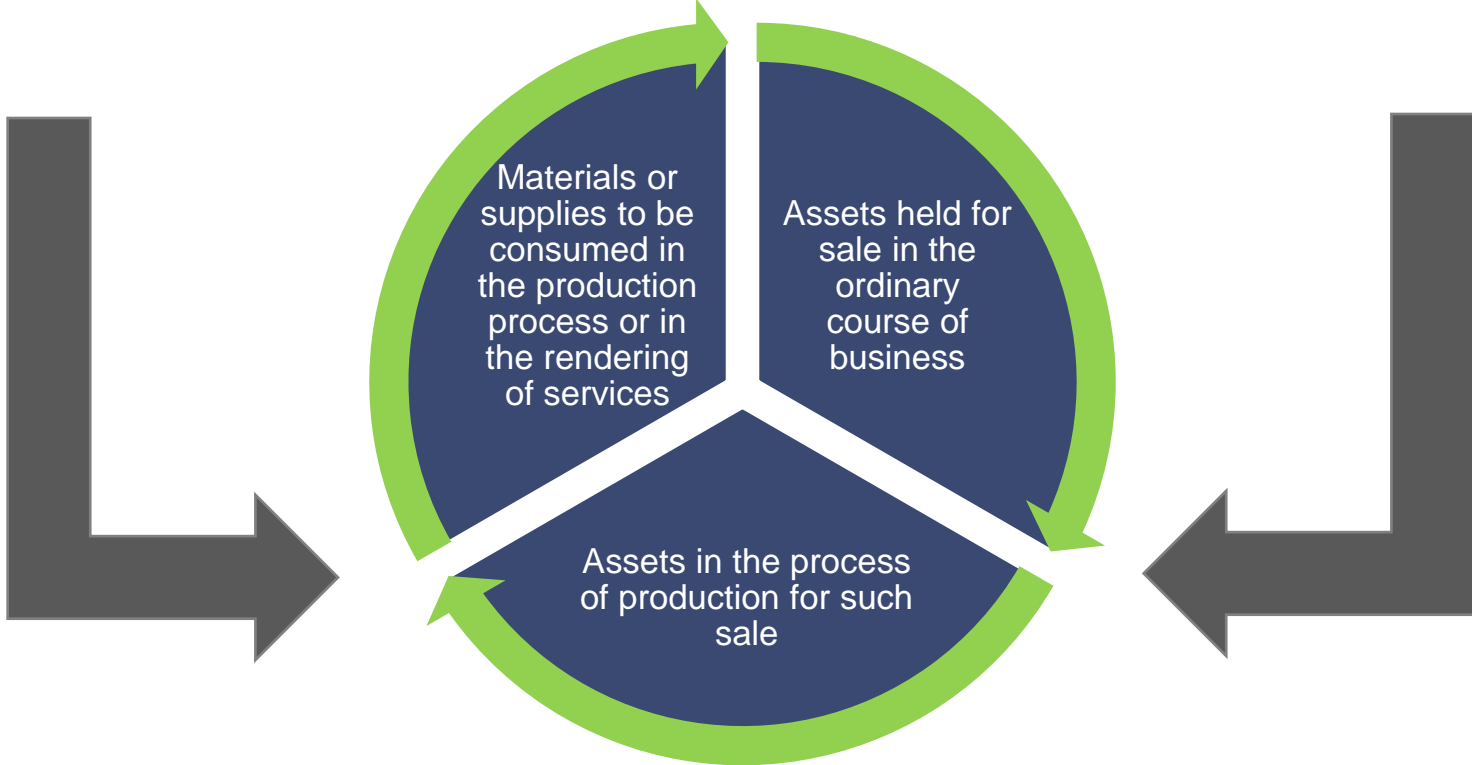 Materials or
supplies to be
consumed in
the production
process or in
the rendering
of services
Assets held for
sale in the
ordinary
course of
business
Assets in the process
of production for such
sale